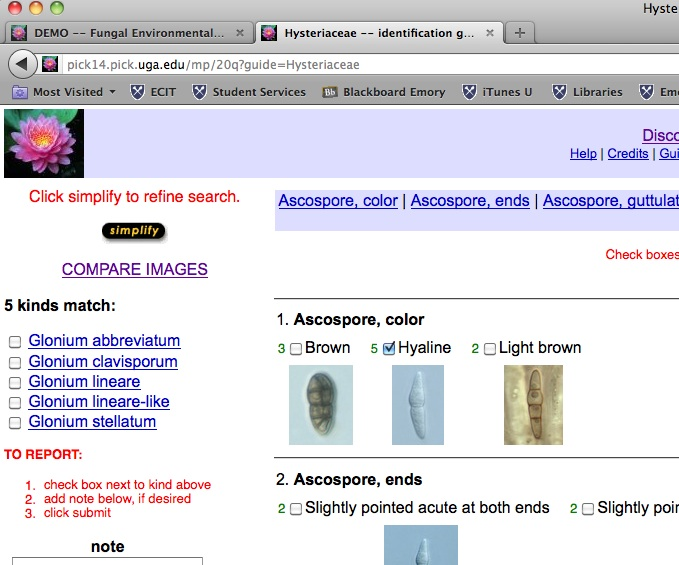 Hyste
DEMO -- Fungal Environmental...
Hysteriaceae -- identification g...
pick14.pick.uga.edu/mp/20q?guide=Hysteriaceae
Most Visited ECIT Student Services Bb Blackboard Emory iTunes U Libraries Emo
Disco
Help | Credits | Gui
Click simplify to refine search.
simplify
COMPARE IMAGES
5 kinds match:
Glonium abbreviatum
Glonium clavisporum
Glonium lineare
Glonium lineare-like
Glonium stellatum
TO REPORT:
1. check box next to kind above
2. add note below, if desired
3. click submit
note
Ascospore, color | Ascospore, ends | Ascospore, guttulat
Check boxes
1. Ascospore, color
3 Brown 5 Hyaline 2 Light brown
2. Ascospore, ends
2 Slightly pointed acute at both ends 2 Slightly poin